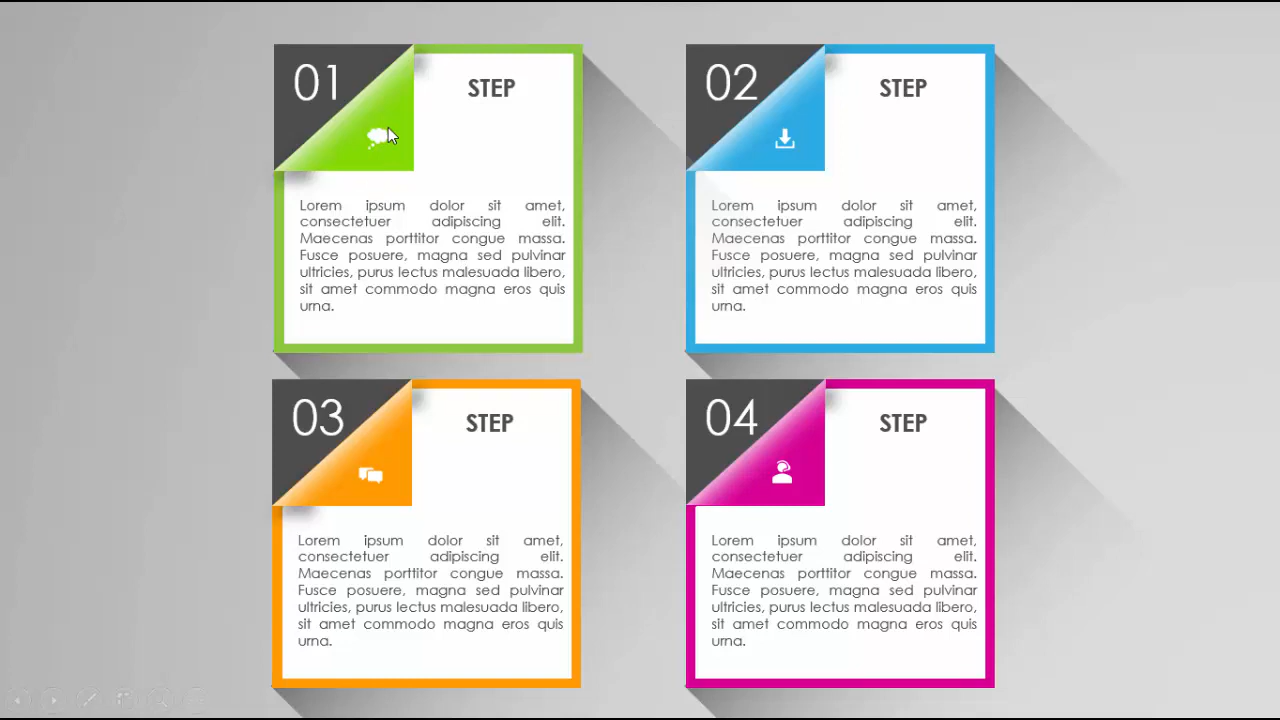 01
STEP
Lorem ipsum dolor sit amet,
consectetuer adipiscing elit.
Maecenas porttitor congue massa.
Fusce posuere, magna sed pulvinar
ultricies, purus lectus malesuada libero,
sit amet commodo magna eros quis
urna.
02
STEP
Lorem ipsum dolor sit amet,
consectetuer adipiscing elit.
Maecenas porttitor congue massa.
Fusce posuere, magna sed pulvinar
ultricies, purus lectus malesuada libero,
sit amet commodo magna eros quis
urna.
03
STEP
Lorem ipsum dolor sit amet,
consectetuer adipiscing elit.
Maecenas porttitor congue massa.
Fusce posuere, magna sed pulvinar
ultricies, purus lectus malesuada libero,
sit amet commodo magna eros quis
urna.
04
STEP
Lorem ipsum dolor sit amet,
consectetuer adipiscing elit.
Maecenas porttitor congue massa.
Fusce posuere, magna sed pulvinar
ultricies, purus lectus malesuada libero,
sit amet commodo magna eros quis
urna.